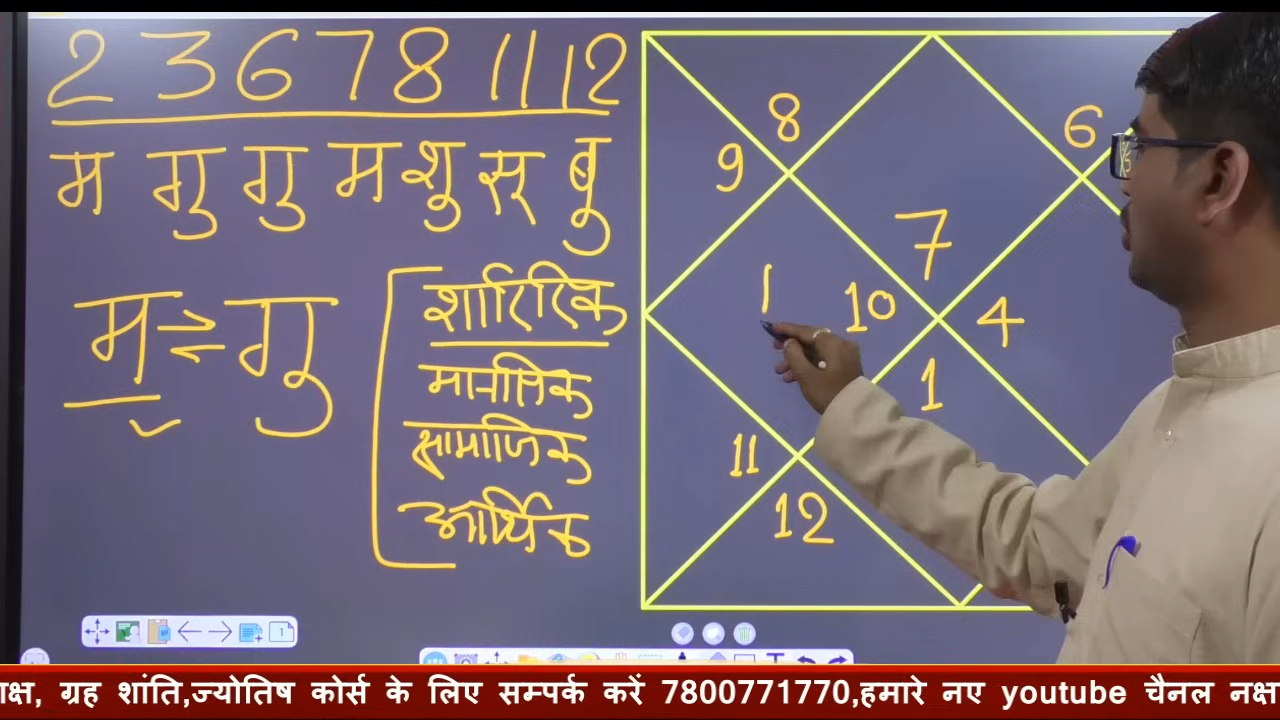 2 3 6 7 8 11 12
म गु गु म शु सू बु
म ⇌ गु
शारिरिक
मानसिक
सामाजिक
आर्थिक
8
6
9
7
1
10
4
1
11
12
1
क्ष, ग्रह शांति,ज्योतिष कोर्स के लिए सम्पर्क करें 7800771770,हमारे नए youtube चैनल नक्ष